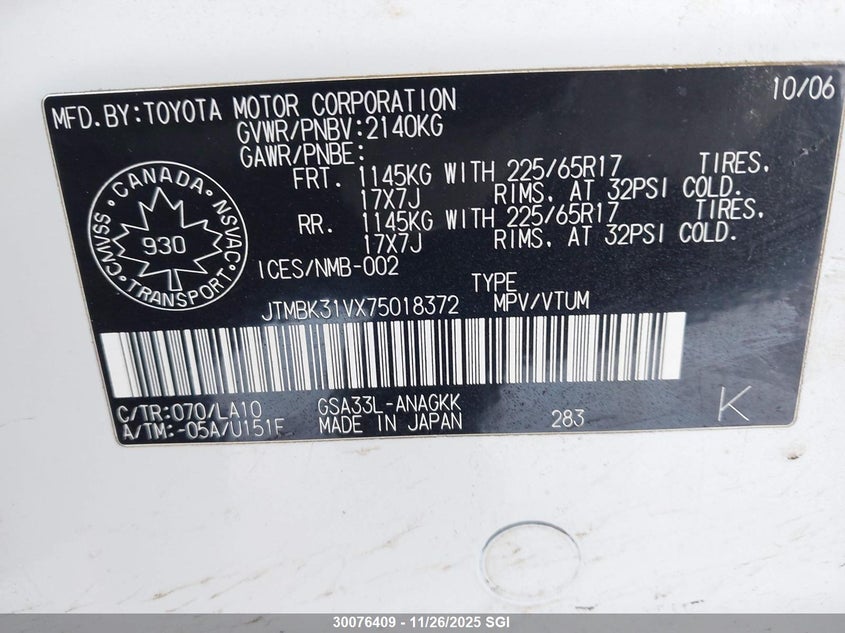 MFD. BY: TOYOTA MOTOR CORPORATION 10/06
GVWR/PNBV: 2140KG
GAWR/PNBE:
FRT. 1145KG WITH 225/65R17 TIRES,
17X7J RIMS, AT 32PSI COLD.
RR. 1145KG WITH 225/65R17 TIRES,
17X7J RIMS, AT 32PSI COLD.
CANADA
CMVSS NSVAC
930
TRANSPORT
ICES/NMB-002
TYPE
JTMBK31VX75018372 MPV/VTUM
C/TR:070/LA10 GSA33L-ANAGKK
A/TM:-05A/U151F MADE IN JAPAN 283 K
30076409 - 11/26/2025 SGI